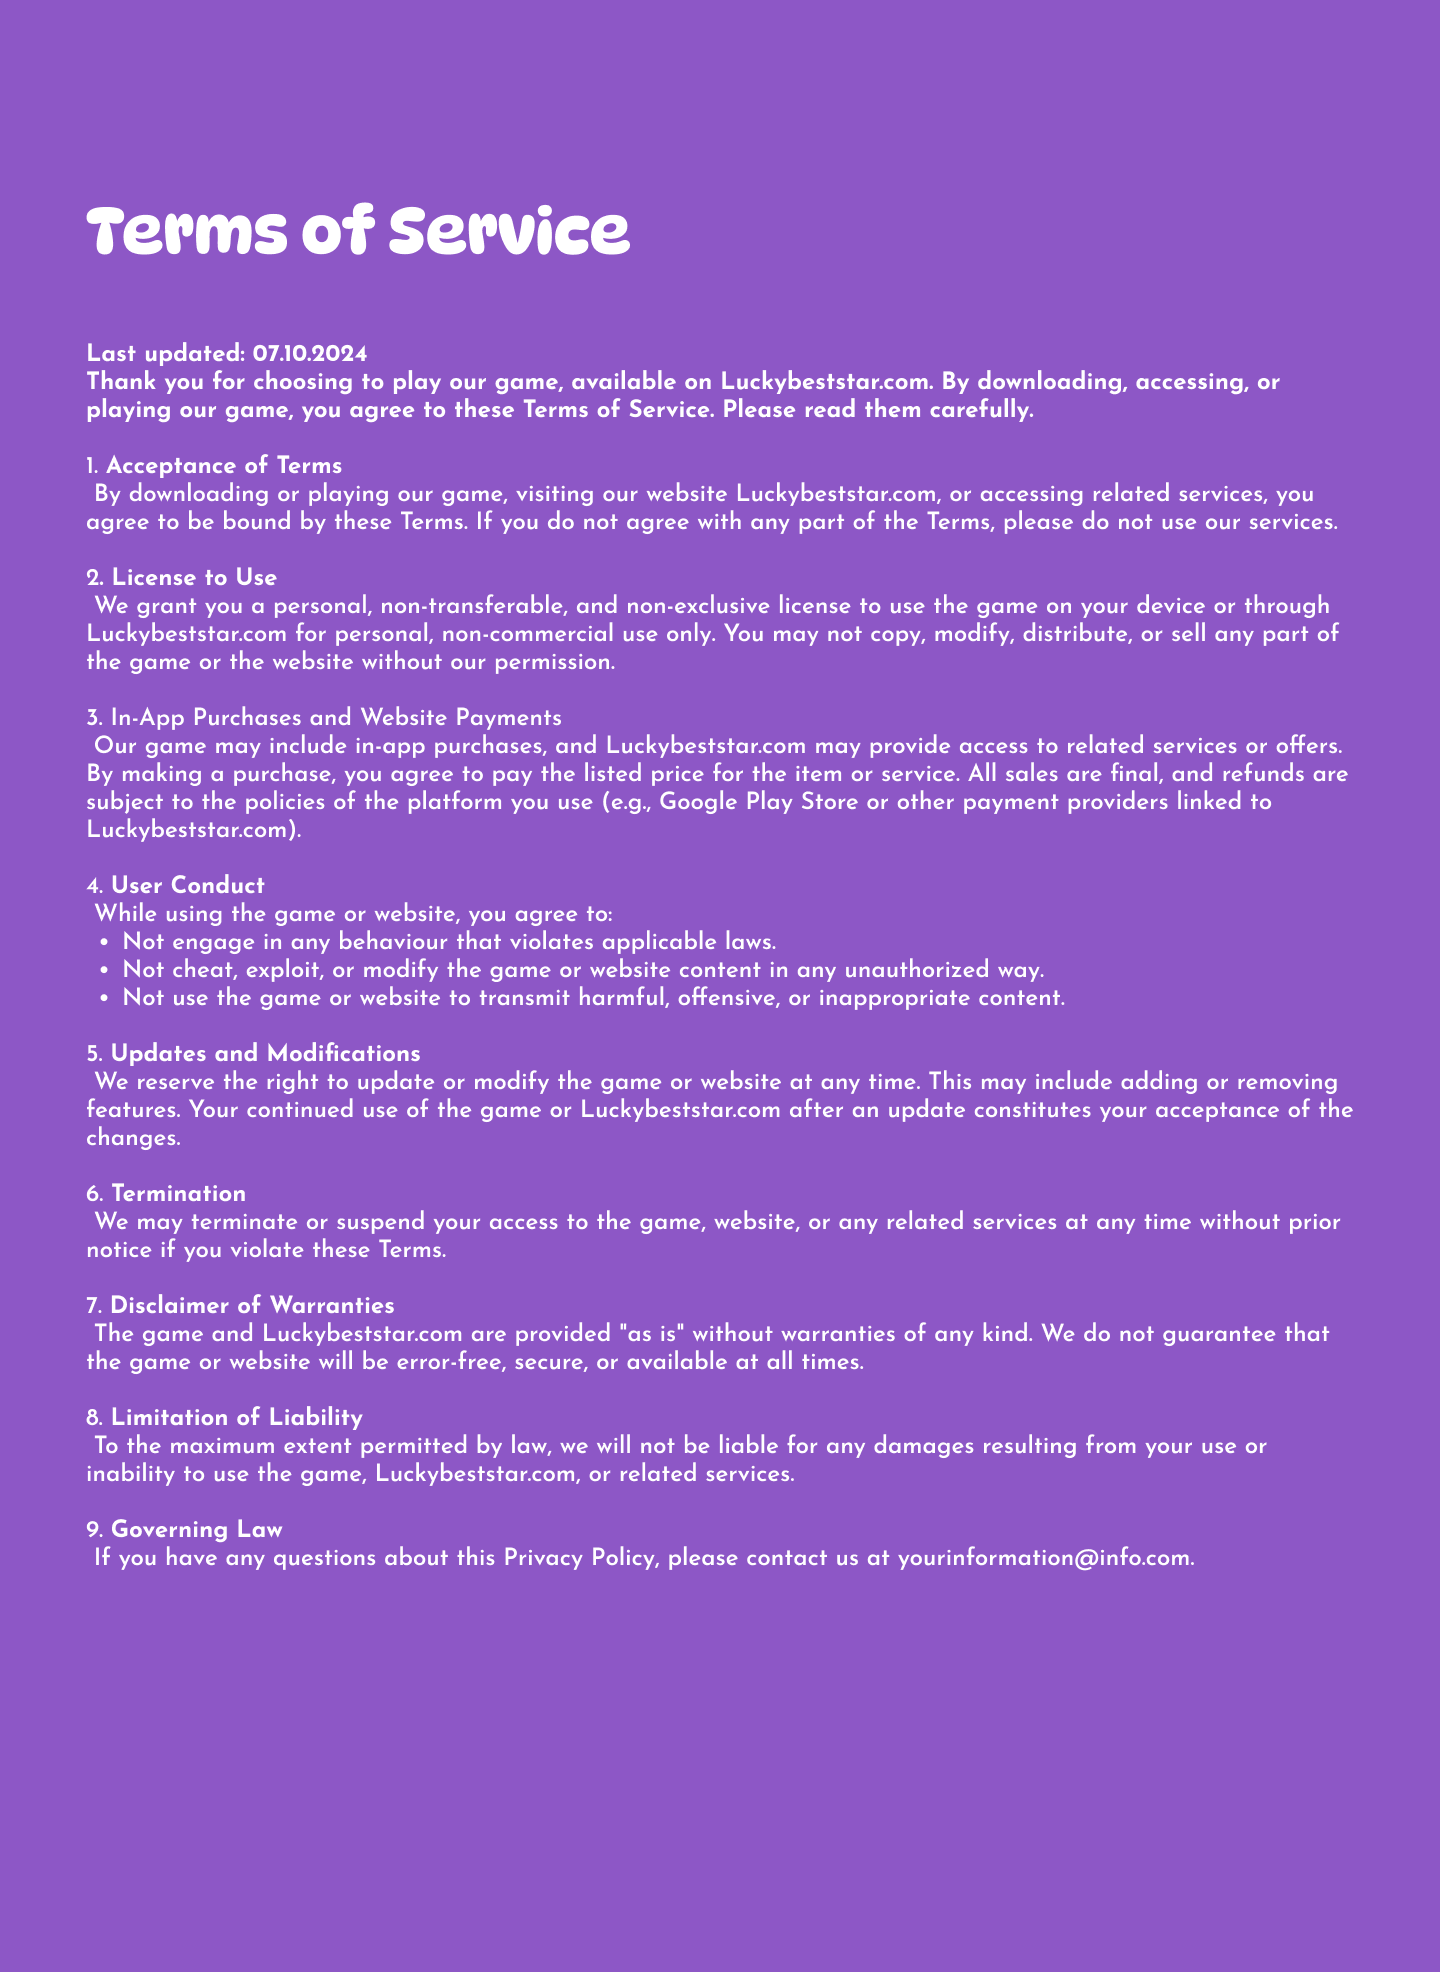 Terms of Service
Last updated: 07.10.2024
Thank you for choosing to play our game, available on Luckybeststar.com. By downloading, accessing, or
playing our game, you agree to these Terms of Service. Please read them carefully.
1. Acceptance of Terms
By downloading or playing our game, visiting our website Luckybeststar.com, or accessing related services, you
agree to be bound by these Terms. If you do not agree with any part of the Terms, please do not use our services.
2. License to Use
We grant you a personal, non-transferable, and non-exclusive license to use the game on your device or through
Luckybeststar.com for personal, non-commercial use only. You may not copy, modify, distribute, or sell any part of
the game or the website without our permission.
3. In-App Purchases and Website Payments
Our game may include in-app purchases, and Luckybeststar.com may provide access to related services or offers.
By making a purchase, you agree to pay the listed price for the item or service. All sales are final, and refunds are
subject to the policies of the platform you use (e.g., Google Play Store or other payment providers linked to
Luckybeststar.com).
4. User Conduct
While using the game or website, you agree to:
• Not engage in any behaviour that violates applicable laws.
• Not cheat, exploit, or modify the game or website content in any unauthorized way.
• Not use the game or website to transmit harmful, offensive, or inappropriate content.
5. Updates and Modifications
We reserve the right to update or modify the game or website at any time. This may include adding or removing
features. Your continued use of the game or Luckybeststar.com after an update constitutes your acceptance of the
changes.
6. Termination
We may terminate or suspend your access to the game, website, or any related services at any time without prior
notice if you violate these Terms.
7. Disclaimer of Warranties
The game and Luckybeststar.com are provided "as is" without warranties of any kind. We do not guarantee that
the game or website will be error-free, secure, or available at all times.
8. Limitation of Liability
To the maximum extent permitted by law, we will not be liable for any damages resulting from your use or
inability to use the game, Luckybeststar.com, or related services.
9. Governing Law
If you have any questions about this Privacy Policy, please contact us at yourinformation@info.com.